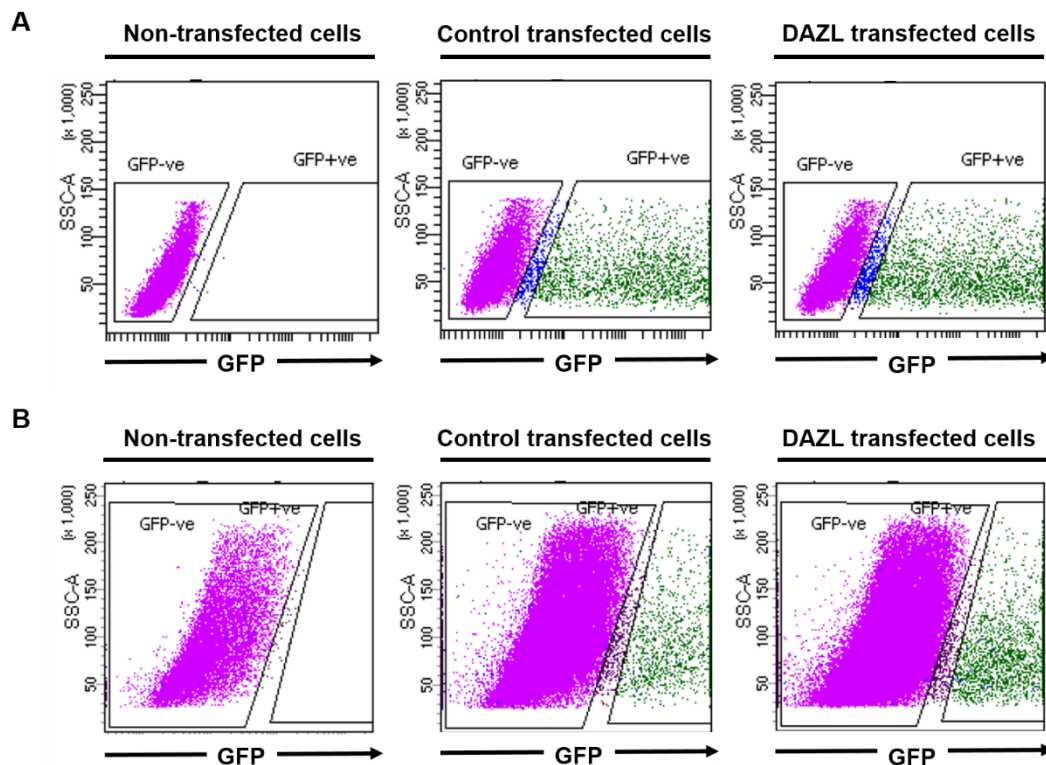 A
Non-transfected cells
Control transfected cells
DAZL transfected cells
SSC-A
(x 1,000)
50
100
150
200
250
GFP-ve
GFP+ve
GFP
SSC-A
(x 1,000)
50
100
150
200
250
GFP-ve
GFP+ve
GFP
SSC-A
(x 1,000)
50
100
150
200
250
GFP-ve
GFP+ve
GFP
B
Non-transfected cells
Control transfected cells
DAZL transfected cells
SSC-A
(x 1,000)
50
100
150
200
250
GFP-ve
GFP+ve
GFP
SSC-A
(x 1,000)
50
100
150
200
250
GFP-ve
GFP+ve
GFP
SSC-A
(x 1,000)
50
100
150
200
250
GFP-ve
GFP+ve
GFP